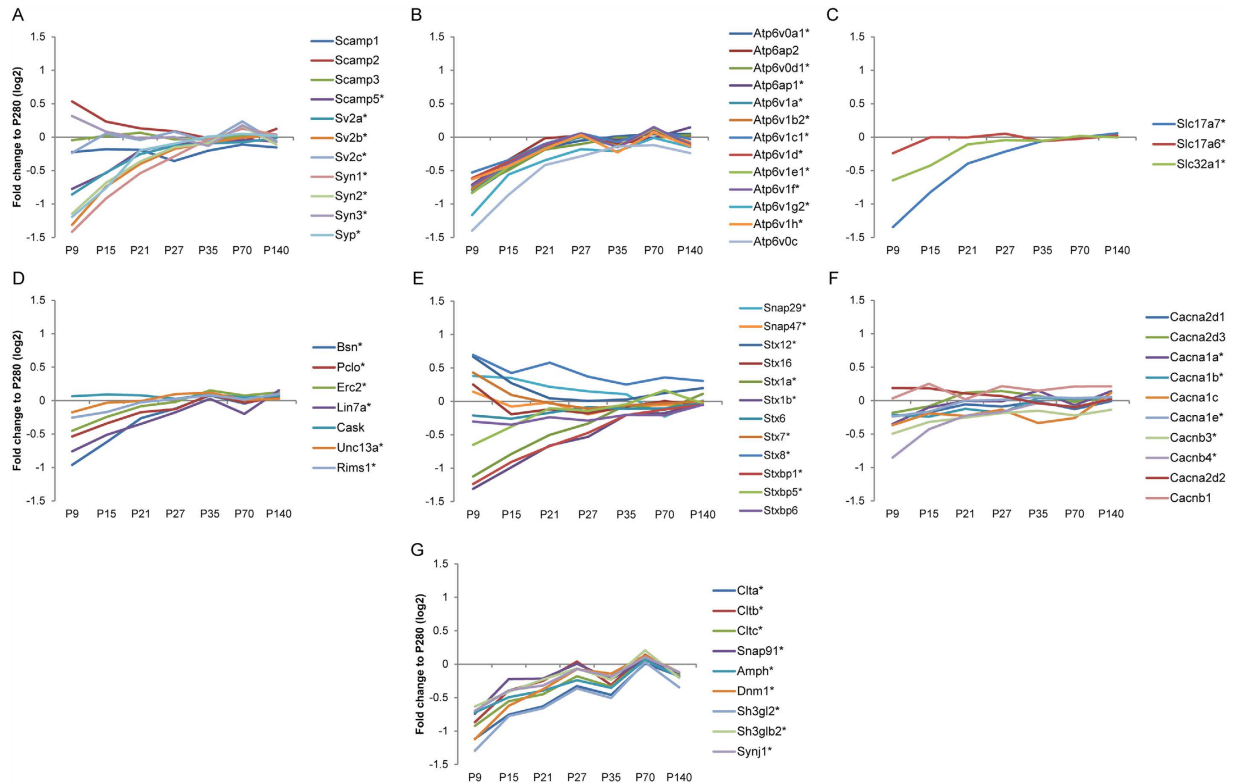 A
Fold change to P280 (log2)
1.5
1
0.5
0
-0.5
-1
-1.5
P9 P15 P21 P27 P35 P70 P140
Scamp1
Scamp2
Scamp3
Scamp5*
Sv2a*
Sv2b*
Sv2c*
Syn1*
Syn2*
Syn3*
Syp*
B
1.5
1
0.5
0
-0.5
-1
-1.5
P9 P15 P21 P27 P35 P70 P140
Atp6v0a1*
Atp6ap2
Atp6v0d1*
Atp6ap1*
Atp6v1a*
Atp6v1b2*
Atp6v1c1*
Atp6v1d*
Atp6v1e1*
Atp6v1f*
Atp6v1g2*
Atp6v1h*
Atp6v0c
C
1.5
1
0.5
0
-0.5
-1
-1.5
P9 P15 P21 P27 P35 P70 P140
Slc17a7*
Slc17a6*
Slc32a1*
D
Fold change to P280 (log2)
1.5
1
0.5
0
-0.5
-1
-1.5
P9 P15 P21 P27 P35 P70 P140
Bsn*
Pclo*
Erc2*
Lin7a*
Cask
Unc13a*
Rims1*
E
1.5
1
0.5
0
-0.5
-1
-1.5
P9 P15 P21 P27 P35 P70 P140
Snap29*
Snap47*
Stx12*
Stx16
Stx1a*
Stx1b*
Stx6
Stx7*
Stx8*
Stxbp1*
Stxbp5*
Stxbp6
F
1.5
1
0.5
0
-0.5
-1
-1.5
P9 P15 P21 P27 P35 P70 P140
Cacna2d1
Cacna2d3
Cacna1a*
Cacna1b*
Cacna1c
Cacna1e*
Cacnb3*
Cacnb4*
Cacna2d2
Cacnb1
G
Fold change to P280 (log2)
1.5
1
0.5
0
-0.5
-1
-1.5
P9 P15 P21 P27 P35 P70 P140
Clta*
Cltb*
Cltc*
Snap91*
Amph*
Dnm1*
Sh3gl2*
Sh3glb2*
Synj1*